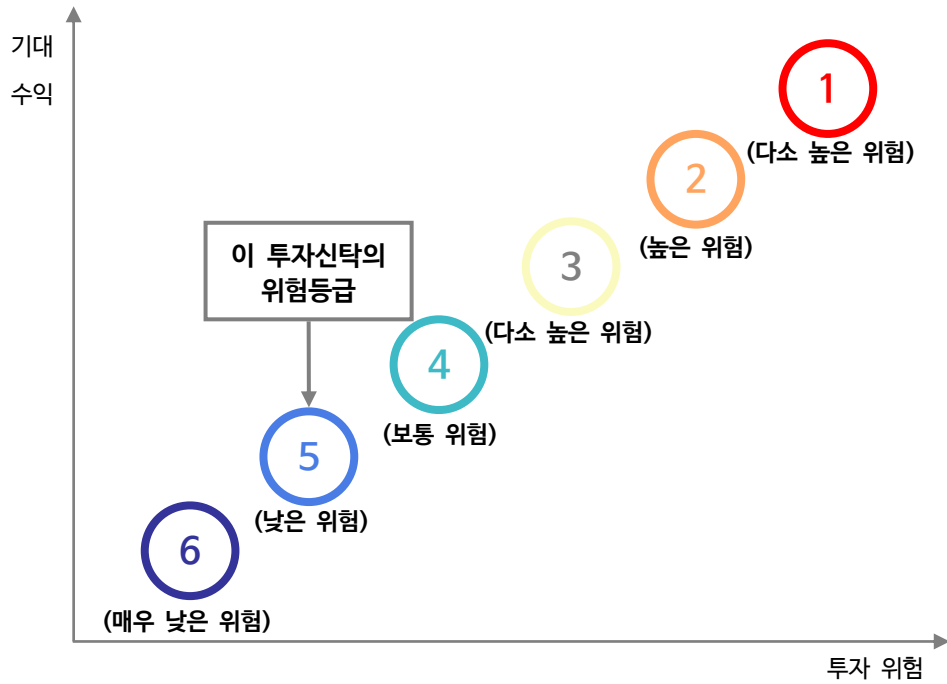 기대
수익
1
(다소 높은 위험)
2
(높은 위험)
이 투자신탁의
위험등급
3
(다소 높은 위험)
4
(보통 위험)
5
(낮은 위험)
6
(매우 낮은 위험)
투자 위험